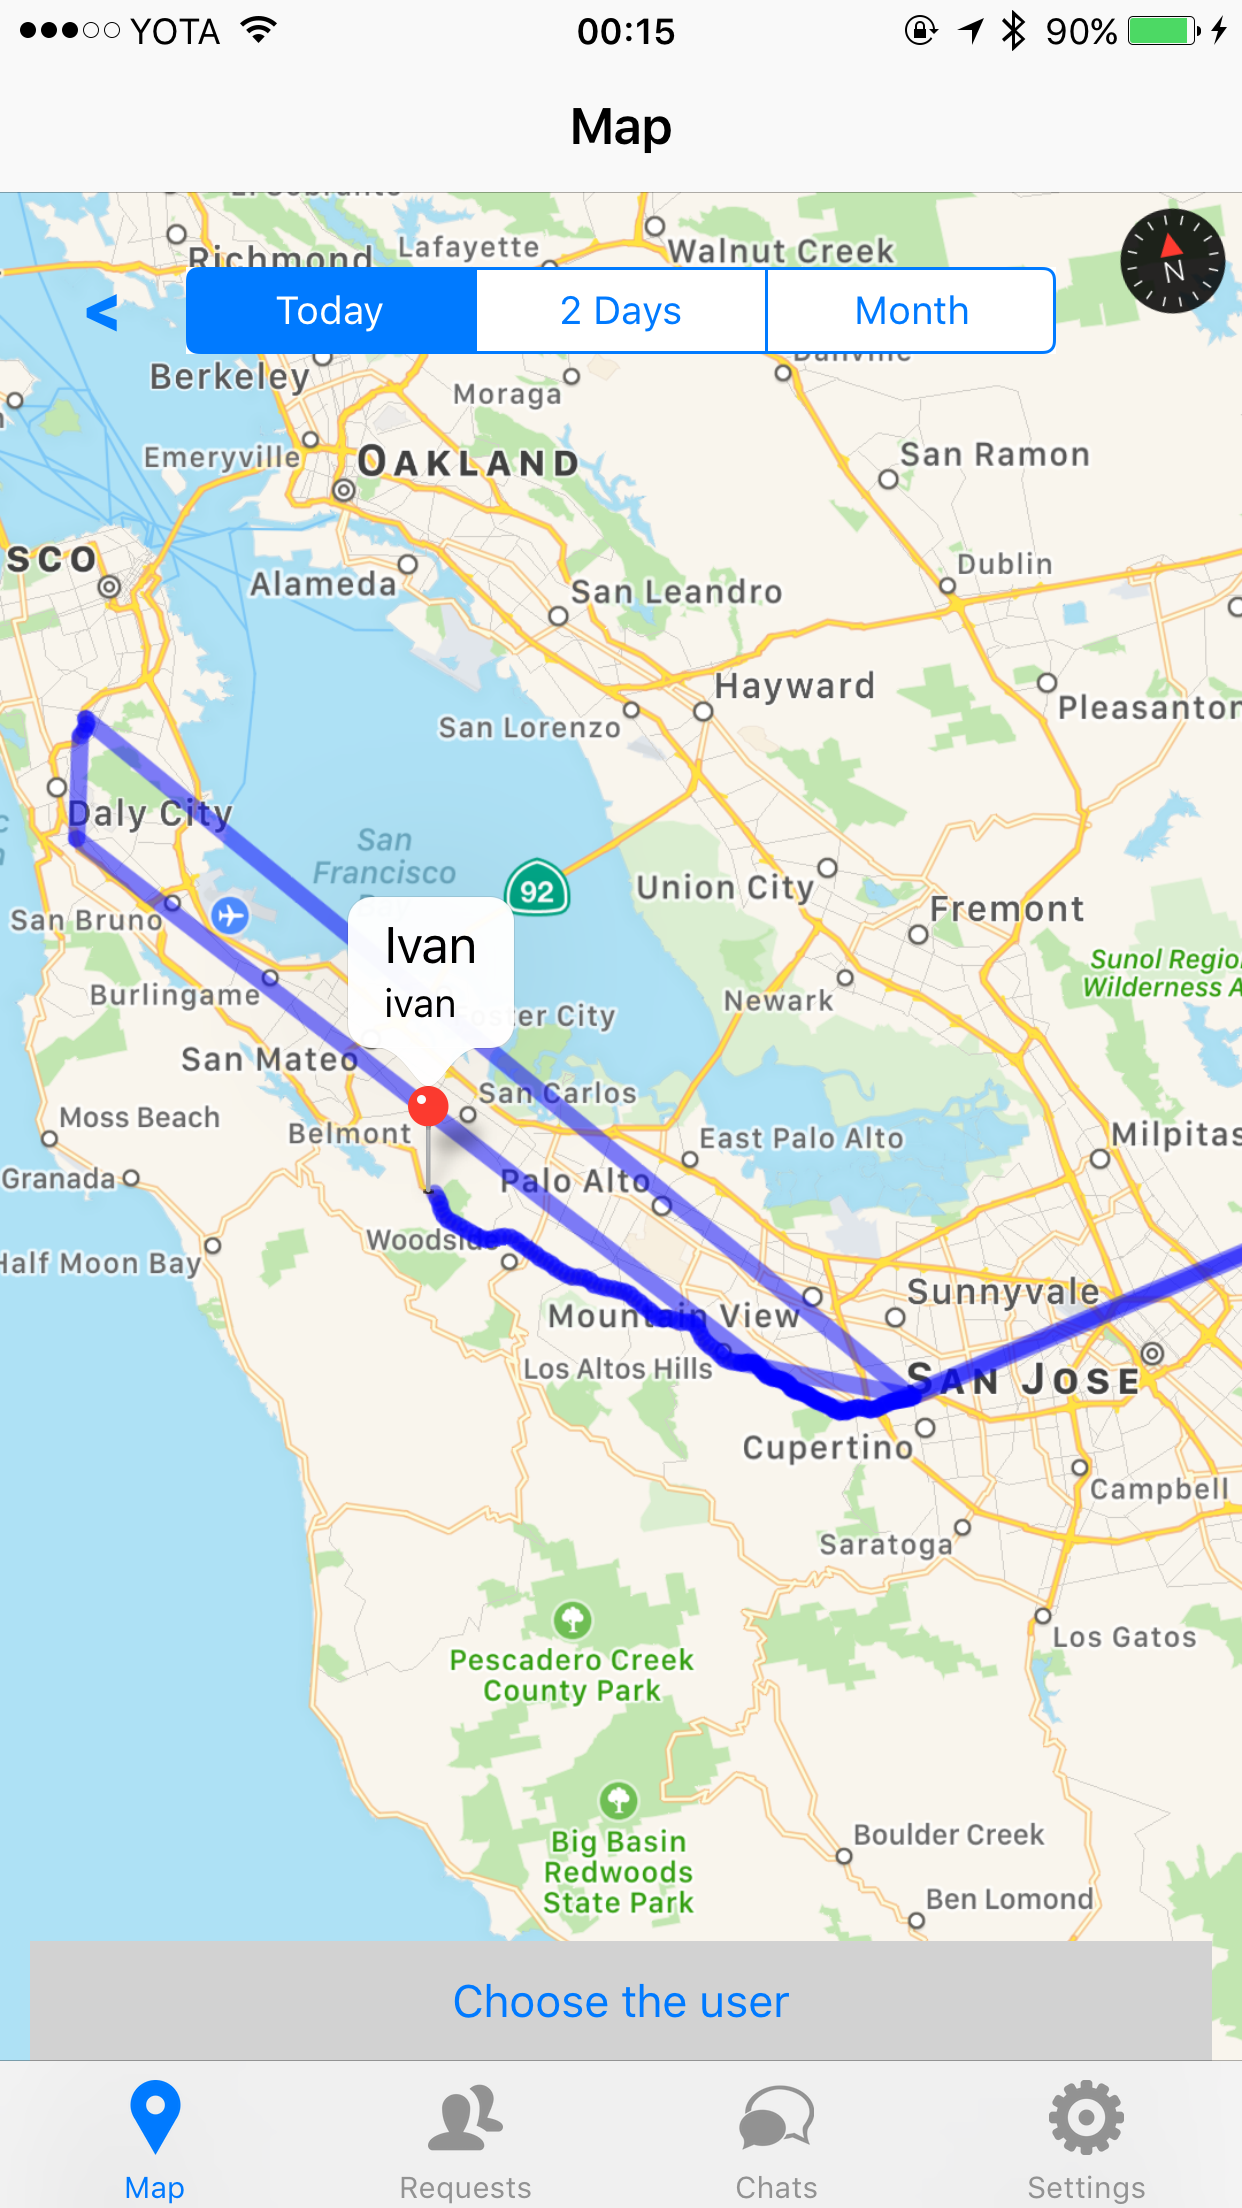 YOTA
00:15
90%
Map
Richmond
Lafayette
Walnut Creek
<
Today
2 Days
Month
N
Berkeley
Moraga
Danville
Emeryville
OAKLAND
San Ramon
SCO
Dublin
Alameda
San Leandro
Hayward
San Lorenzo
Pleasanton
Daly City
San
Francisco
92
Union City
San Bruno
Fremont
Sunol Regio
Wilderness A
Ivan
ivan
Burlingame
Newark
Foster City
San Mateo
San Carlos
Moss Beach
Belmont
East Palo Alto
Milpitas
Granada
Palo Alto
Woodside
Half Moon Bay
Sunnyvale
Mountain View
Los Altos Hills
SAN JOSE
Cupertino
Campbell
Saratoga
Los Gatos
Pescadero Creek
County Park
Boulder Creek
Big Basin
Redwoods
State Park
Ben Lomond
Choose the user
Map
Requests
Chats
Settings